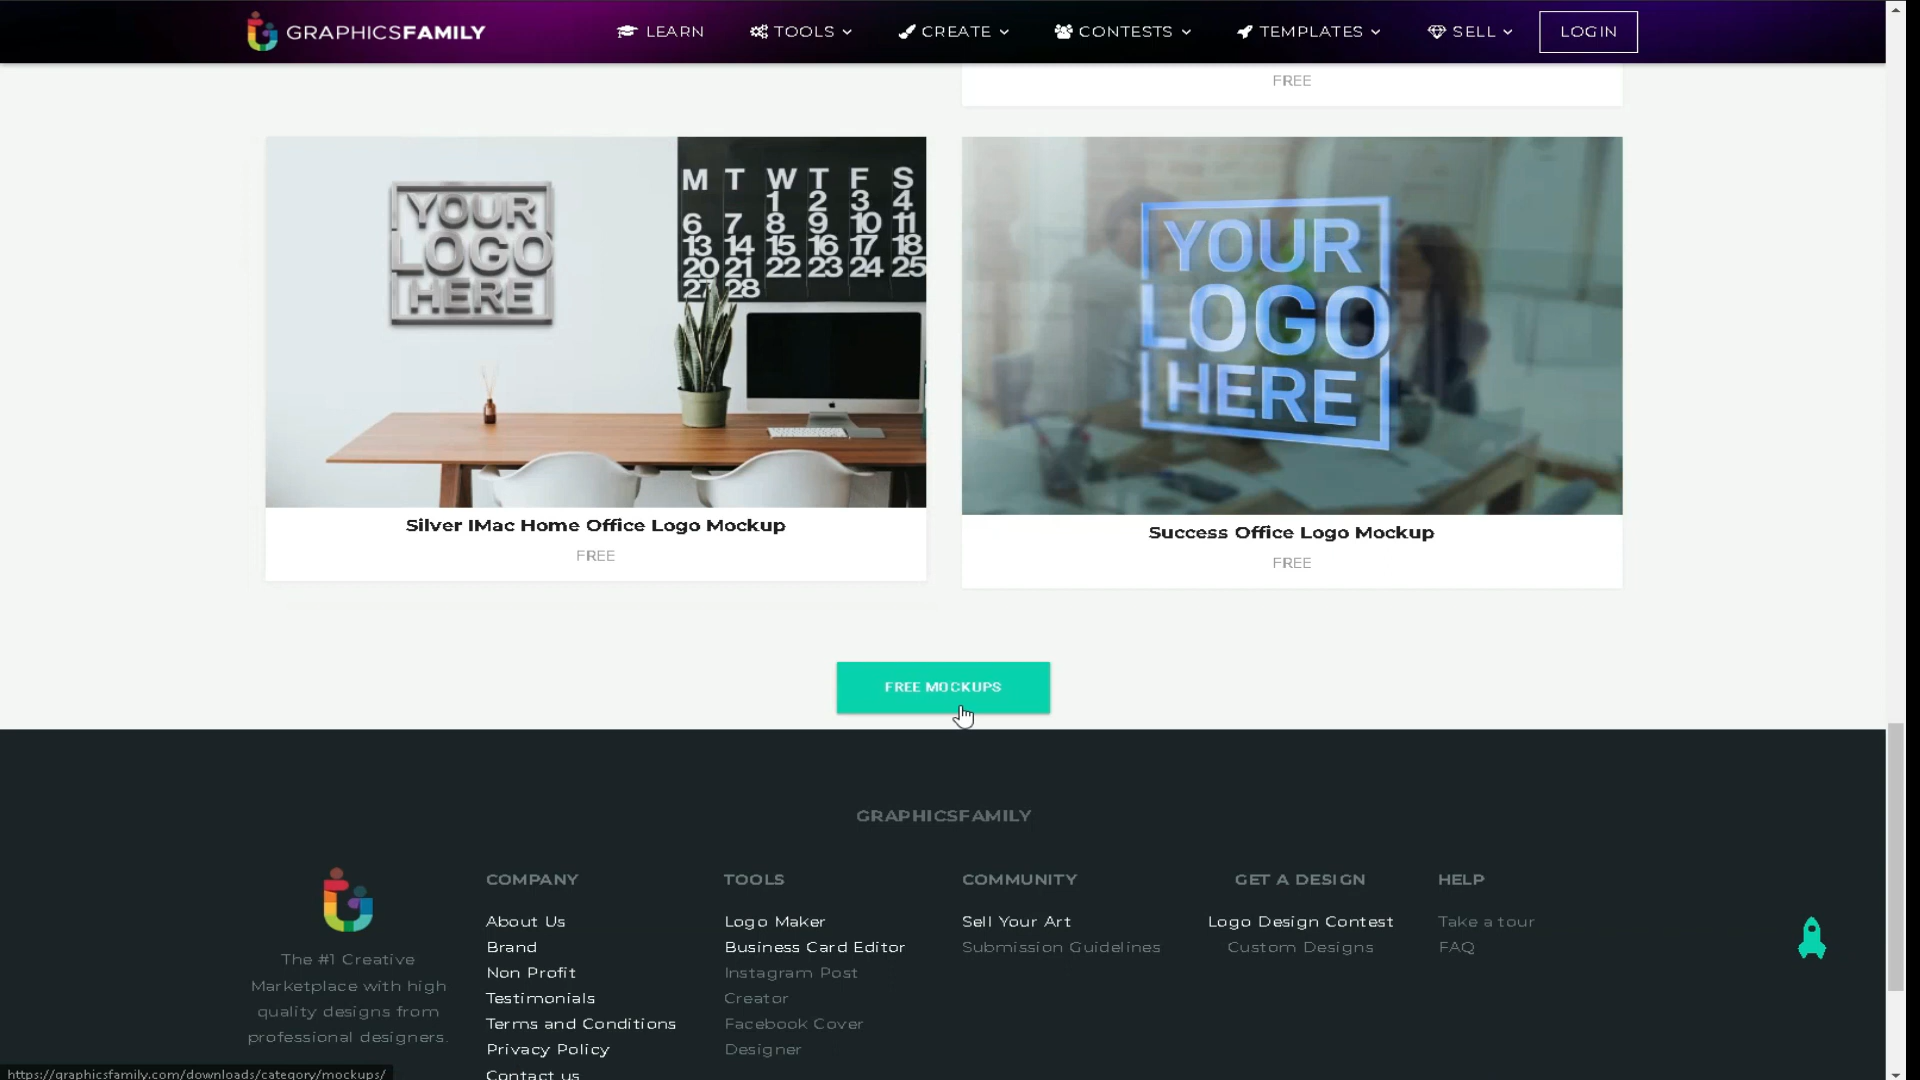 GRAPHICSFAMILY
LEARN
TOOLS
CREATE
CONTESTS
TEMPLATES
SELL
LOGIN
FREE
YOUR
LOGO
HERE
M T W T F S
1 2 3 4
6 7 8 9 10 11
13 14 15 16 17 18
20 21 22 23 24 25
27 28
Silver IMac Home Office Logo Mockup
FREE
YOUR
LOGO
HERE
Success Office Logo Mockup
FREE
FREE MOCKUPS
GRAPHICSFAMILY
The #1 Creative
Marketplace with high
quality designs from
professional designers.
COMPANY
About Us
Brand
Non Profit
Testimonials
Terms and Conditions
Privacy Policy
Contact us
TOOLS
Logo Maker
Business Card Editor
Instagram Post
Creator
Facebook Cover
Designer
COMMUNITY
Sell Your Art
Submission Guidelines
GET A DESIGN
Logo Design Contest
Custom Designs
HELP
Take a tour
FAQ
https://graphicsfamily.com/downloads/category/mockups/